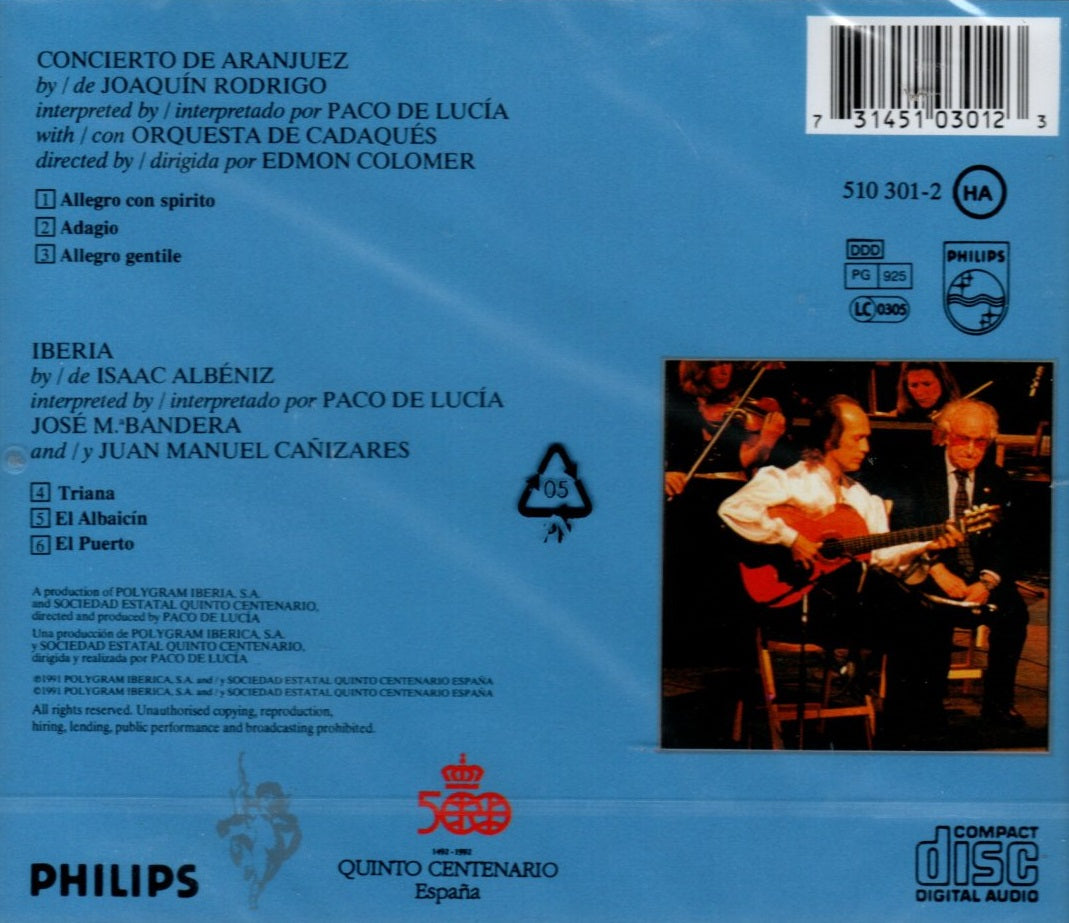 CONCIERTO DE ARANJUEZ
by / de JOAQUÍN RODRIGO
interpreted by / interpretado por PACO DE LUCÍA
with / con ORQUESTA DE CADAQUÉS
directed by / dirigida por EDMON COLOMER
1 Allegro con spirito
2 Adagio
3 Allegro gentile
7 31451 03012 3
510 301-2 HA
DDD
PG 925
LC 0305
PHILIPS
IBERIA
by / de ISAAC ALBÉNIZ
interpreted by / interpretado por PACO DE LUCÍA
JOSÉ M.ª BANDERA
and / y JUAN MANUEL CAÑIZARES
4 Triana
5 El Albaicín
6 El Puerto
05
A production of POLYGRAM IBERIA, S.A.
and SOCIEDAD ESTATAL QUINTO CENTENARIO,
directed and produced by PACO DE LUCÍA
Una producción de POLYGRAM IBERICA, S.A.
y SOCIEDAD ESTATAL QUINTO CENTENARIO,
dirigida y realizada por PACO DE LUCÍA
℗1991 POLYGRAM IBERICA, S.A. and / y SOCIEDAD ESTATAL QUINTO CENTENARIO ESPAÑA
©1991 POLYGRAM IBERICA, S.A. and / y SOCIEDAD ESTATAL QUINTO CENTENARIO ESPAÑA
All rights reserved. Unauthorised copying, reproduction,
hiring, lending, public performance and broadcasting prohibited.
500
1492 - 1992
QUINTO CENTENARIO
España
PHILIPS
COMPACT
disc
DIGITAL AUDIO